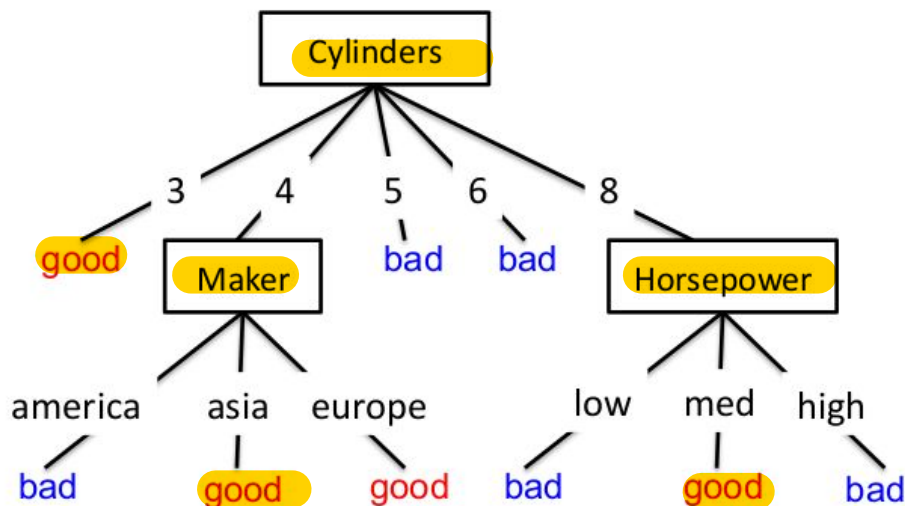 Cylinders
3 4 5 6 8
good Maker bad bad Horsepower
america asia europe low med high
bad good good bad good bad